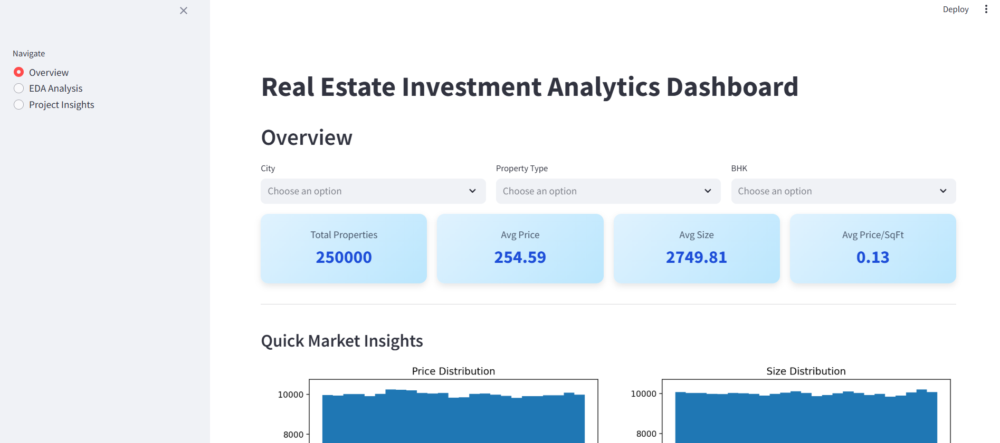 Deploy
Navigate
Overview
EDA Analysis
Project Insights
Real Estate Investment Analytics Dashboard
Overview
City
Property Type
BHK
Choose an option
Choose an option
Choose an option
Total Properties
250000
Avg Price
254.59
Avg Size
2749.81
Avg Price/SqFt
0.13
Quick Market Insights
Price Distribution
10000
8000
Size Distribution
10000
8000